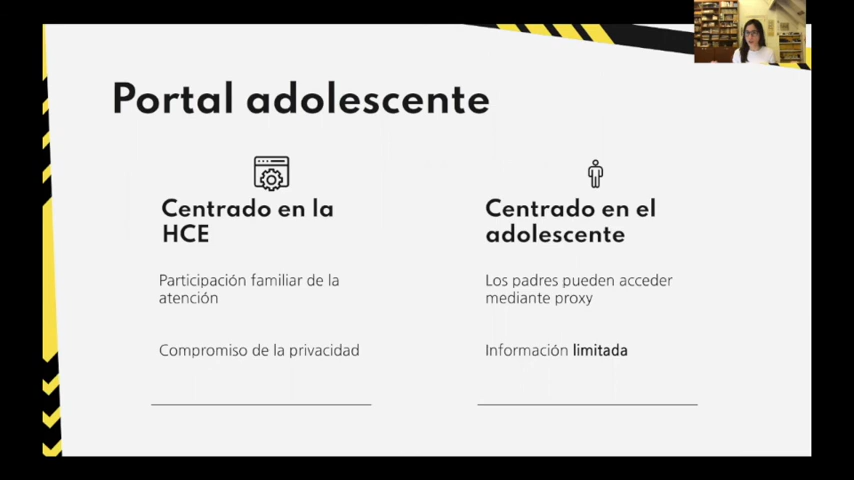 Portal adolescente
Centrado en la
HCE
Participación familiar de la
atención
Compromiso de la privacidad
Centrado en el
adolescente
Los padres pueden acceder
mediante proxy
Información limitada